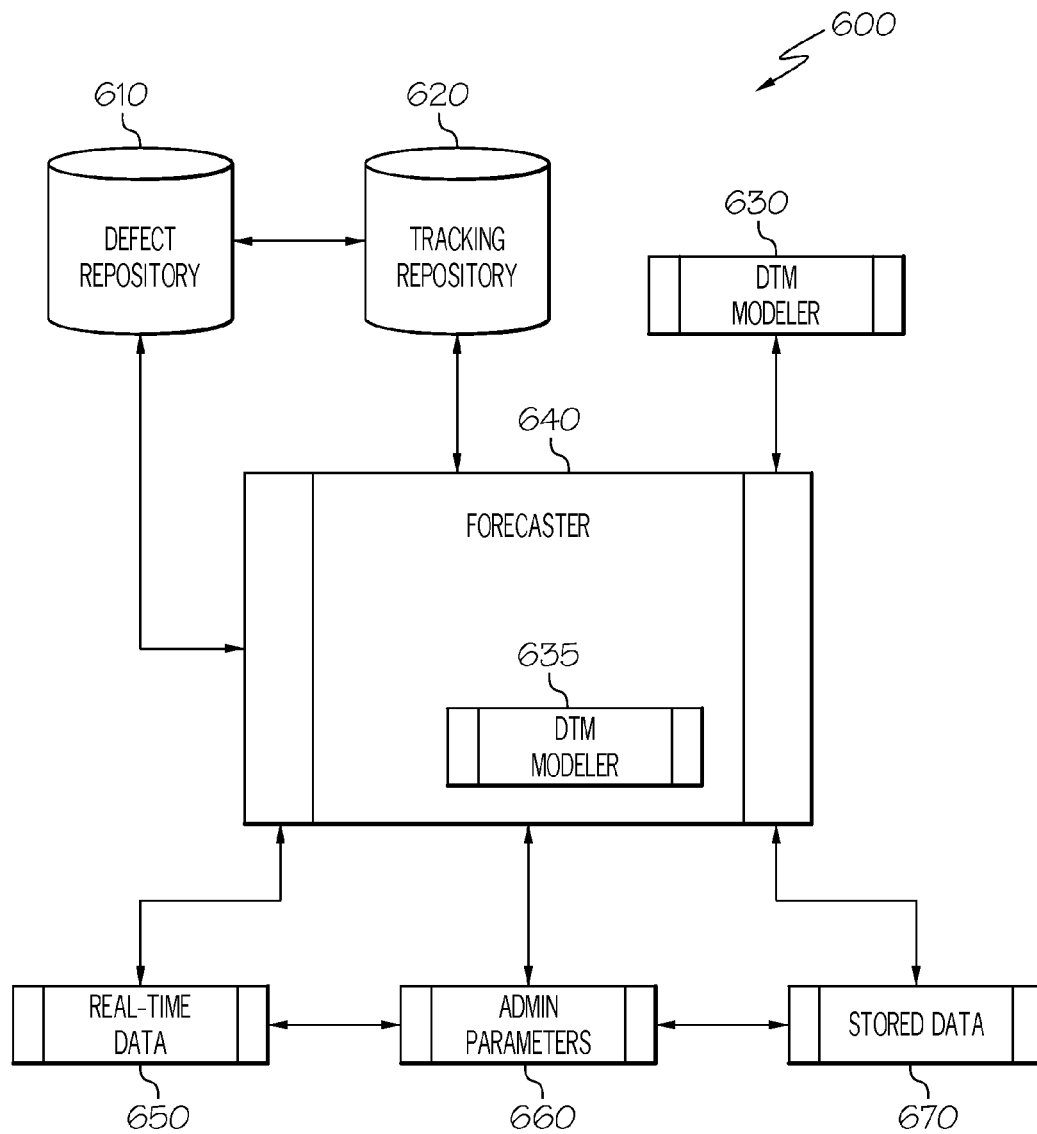 600
610
620
DEFECT
REPOSITORY
TRACKING
REPOSITORY
630
DTM
MODELER
640
FORECASTER
635
DTM
MODELER
REAL-TIME
DATA
ADMIN
PARAMETERS
STORED DATA
650
660
670